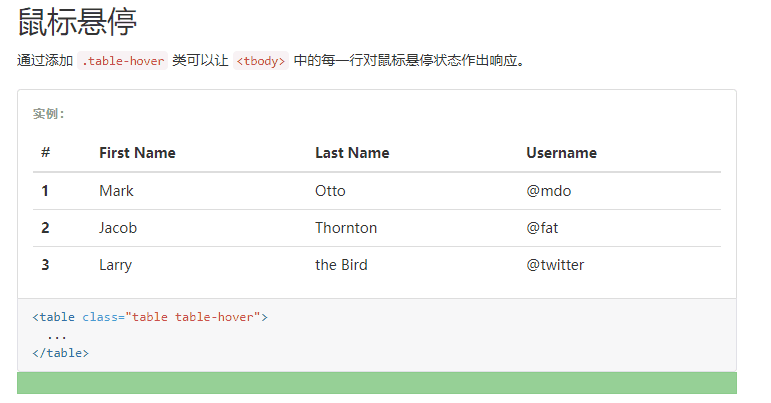 鼠标悬停
通过添加 .table-hover 类可以让 <tbody> 中的每一行对鼠标悬停状态作出响应。
实例：
# First Name Last Name Username
1 Mark Otto @mdo
2 Jacob Thornton @fat
3 Larry the Bird @twitter
<table class="table table-hover">
...
</table>